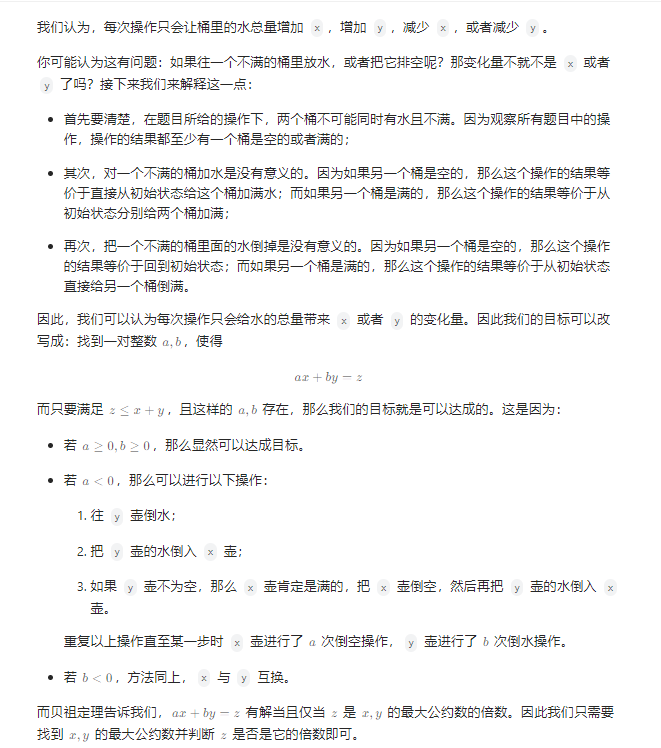 我们认为，每次操作只会让桶里的水总量增加 x，增加 y，减少 x，或者减少 y。
你可能认为这有问题：如果往一个不满的桶里放水，或者把它排空呢？那变化量不就不是 x 或者
y 了吗？接下来我们来解释这一点：
• 首先要清楚，在题目所给的操作下，两个桶不可能同时有水且不满。因为观察所有题目中的操
作，操作的结果都至少有一个桶是空的或者满的；
• 其次，对一个不满的桶加水是没有意义的。因为如果另一个桶是空的，那么这个操作的结果等
价于直接从初始状态给这个桶加满水；而如果另一个桶是满的，那么这个操作的结果等价于从
初始状态分别给两个桶加满；
• 再次，把一个不满的桶里面的水倒掉是没有意义的。因为如果另一个桶是空的，那么这个操作
的结果等价于回到初始状态；而如果另一个桶是满的，那么这个操作的结果等价于从初始状态
直接给另一个桶倒满。
因此，我们可以认为每次操作只会给水的总量带来 x 或者 y 的变化量。因此我们的目标可以改
写成：找到一对整数 a, b，使得
ax + by = z
而只要满足 z ≤ x + y，且这样的 a, b 存在，那么我们的目标就是可以达成的。这是因为：
• 若 a ≥ 0, b ≥ 0，那么显然可以达成目标。
• 若 a < 0，那么可以进行以下操作：
1. 往 y 壶倒水；
2. 把 y 壶的水倒入 x 壶；
3. 如果 y 壶不为空，那么 x 壶肯定是满的，把 x 壶倒空，然后再把 y 壶的水倒入 x
壶。
重复以上操作直至某一步时 x 壶进行了 a 次倒空操作， y 壶进行了 b 次倒水操作。
• 若 b < 0，方法同上， x 与 y 互换。
而贝祖定理告诉我们，ax + by = z 有解当且仅当 z 是 x, y 的最大公约数的倍数。因此我们只需要
找到 x, y 的最大公约数并判断 z 是否是它的倍数即可。